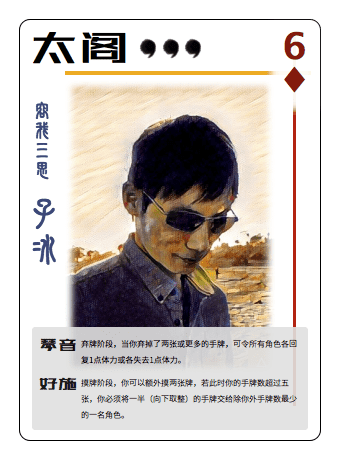 太阁
6
容我三思
子冰
琴音 弃牌阶段，当你弃掉了两张或更多的手牌，可令所有角色各回
复1点体力或各失去1点体力。
好施 摸牌阶段，你可以额外摸两张牌，若此时你的手牌数超过五
张，你必须将一半（向下取整）的手牌交给除你外手牌数最少
的一名角色。